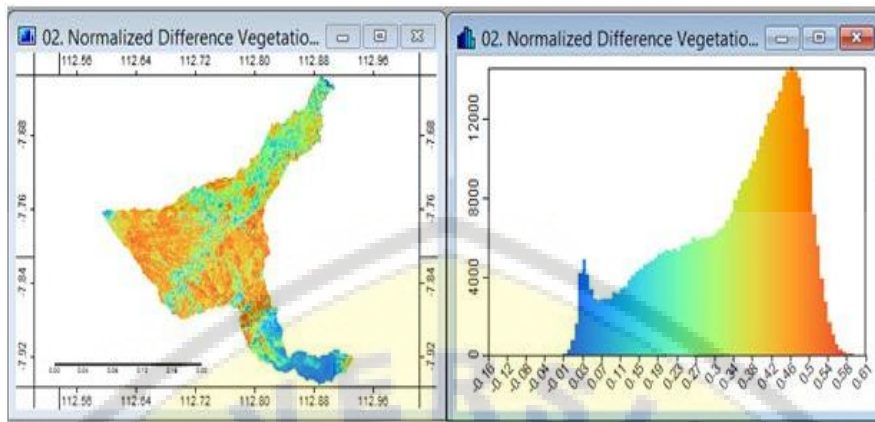 02. Normalized Difference Vegetatio...
112.56 112.64 112.72 112.80 112.88 112.96
-7.68 -7.68
-7.76 -7.76
-7.84 -7.84
-7.92 -7.92
112.56 112.64 112.72 112.80 112.88 112.96
02. Normalized Difference Vegetatio...
12000
8000
4000
0
-0.16 -0.12 -0.08 -0.04 -0.01 0.03 0.07 0.11 0.15 0.19 0.23 0.27 0.31 0.34 0.38 0.42 0.46 0.50 0.54 0.58 0.61